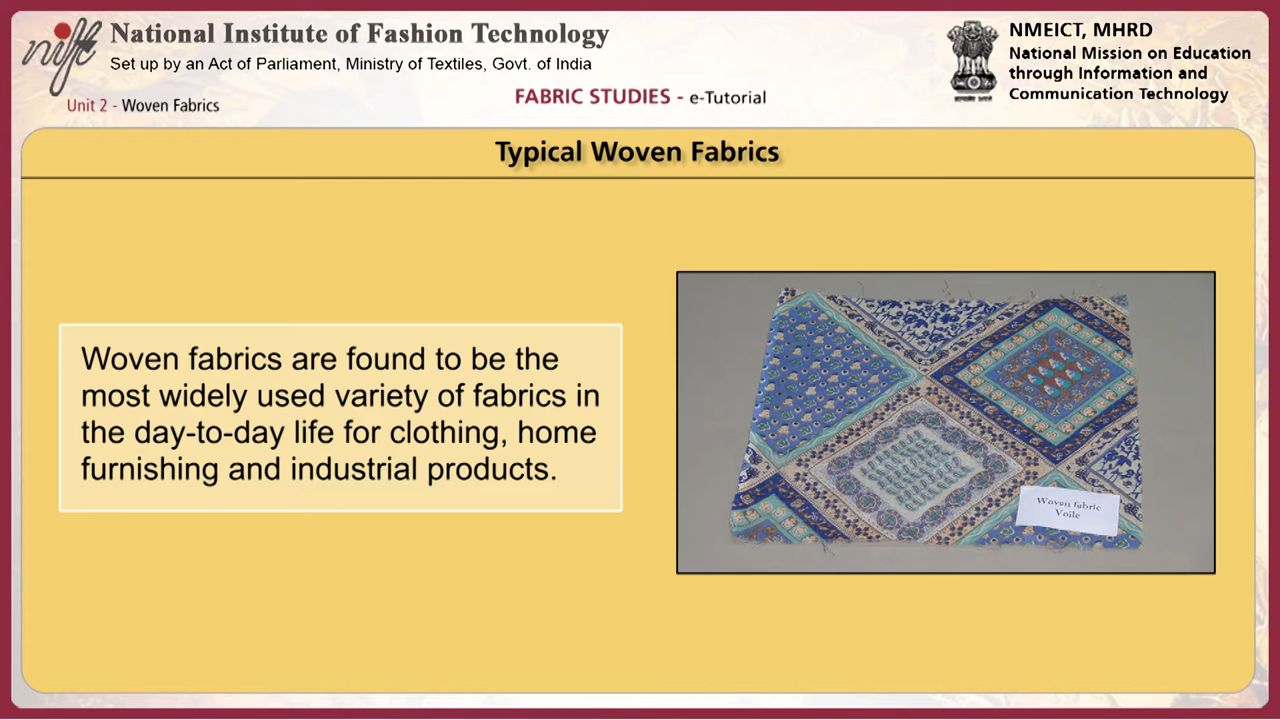 nift
National Institute of Fashion Technology
Set up by an Act of Parliament, Ministry of Textiles, Govt. of India
Unit 2 - Woven Fabrics
FABRIC STUDIES - e-Tutorial
NMEICT, MHRD
National Mission on Education
through Information and
Communication Technology
Typical Woven Fabrics
Woven fabrics are found to be the
most widely used variety of fabrics in
the day-to-day life for clothing, home
furnishing and industrial products.
Woven fabric
Voile